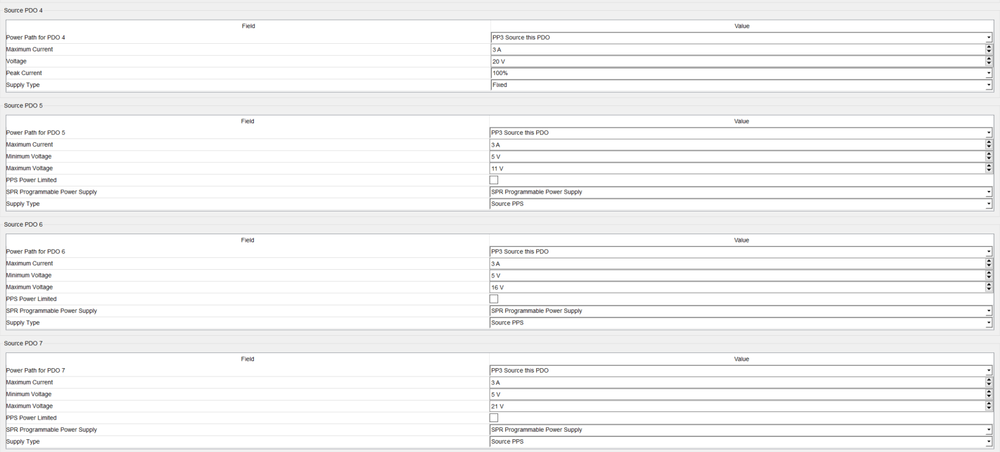 Source PDO 4
Field Value
Power Path for PDO 4 PP3 Source this PDO
Maximum Current 3 A
Voltage 20 V
Peak Current 100%
Supply Type Fixed
Source PDO 5
Field Value
Power Path for PDO 5 PP3 Source this PDO
Maximum Current 3 A
Minimum Voltage 5 V
Maximum Voltage 11 V
PPS Power Limited
SPR Programmable Power Supply SPR Programmable Power Supply
Supply Type Source PPS
Source PDO 6
Field Value
Power Path for PDO 6 PP3 Source this PDO
Maximum Current 3 A
Minimum Voltage 5 V
Maximum Voltage 16 V
PPS Power Limited
SPR Programmable Power Supply SPR Programmable Power Supply
Supply Type Source PPS
Source PDO 7
Field Value
Power Path for PDO 7 PP3 Source this PDO
Maximum Current 3 A
Minimum Voltage 5 V
Maximum Voltage 21 V
PPS Power Limited
SPR Programmable Power Supply SPR Programmable Power Supply
Supply Type Source PPS